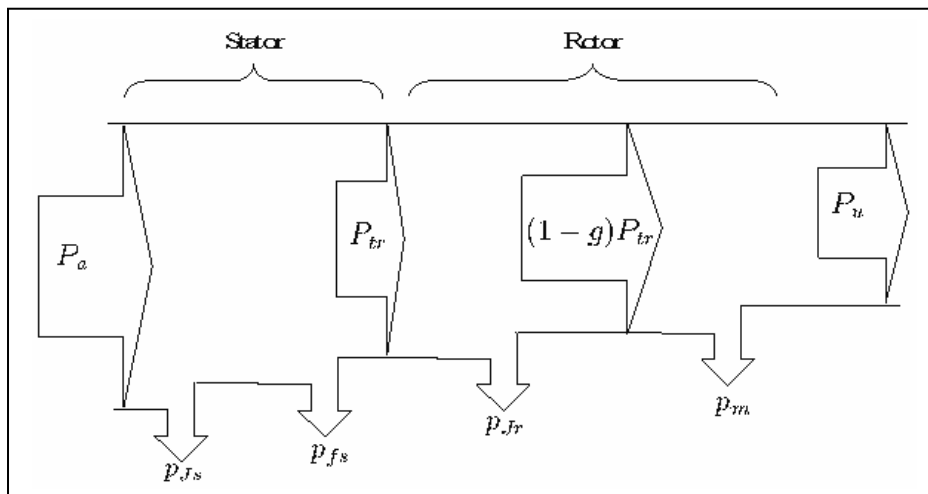 Stator Rotor
P_a P_tr (1 − g)P_tr P_u
p_Js p_fs p_Jr p_m